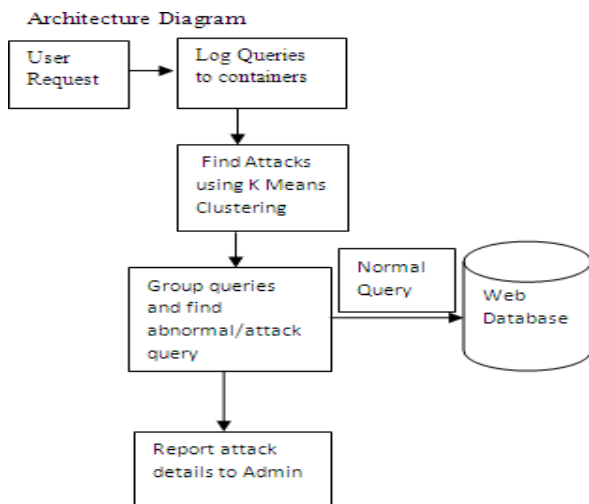 Architecture Diagram
User
Request
Log Queries
to containers
Find Attacks
using K Means
Clustering
Group queries
and find
abnormal/attack
query
Normal
Query
Web
Database
Report attack
details to Admin